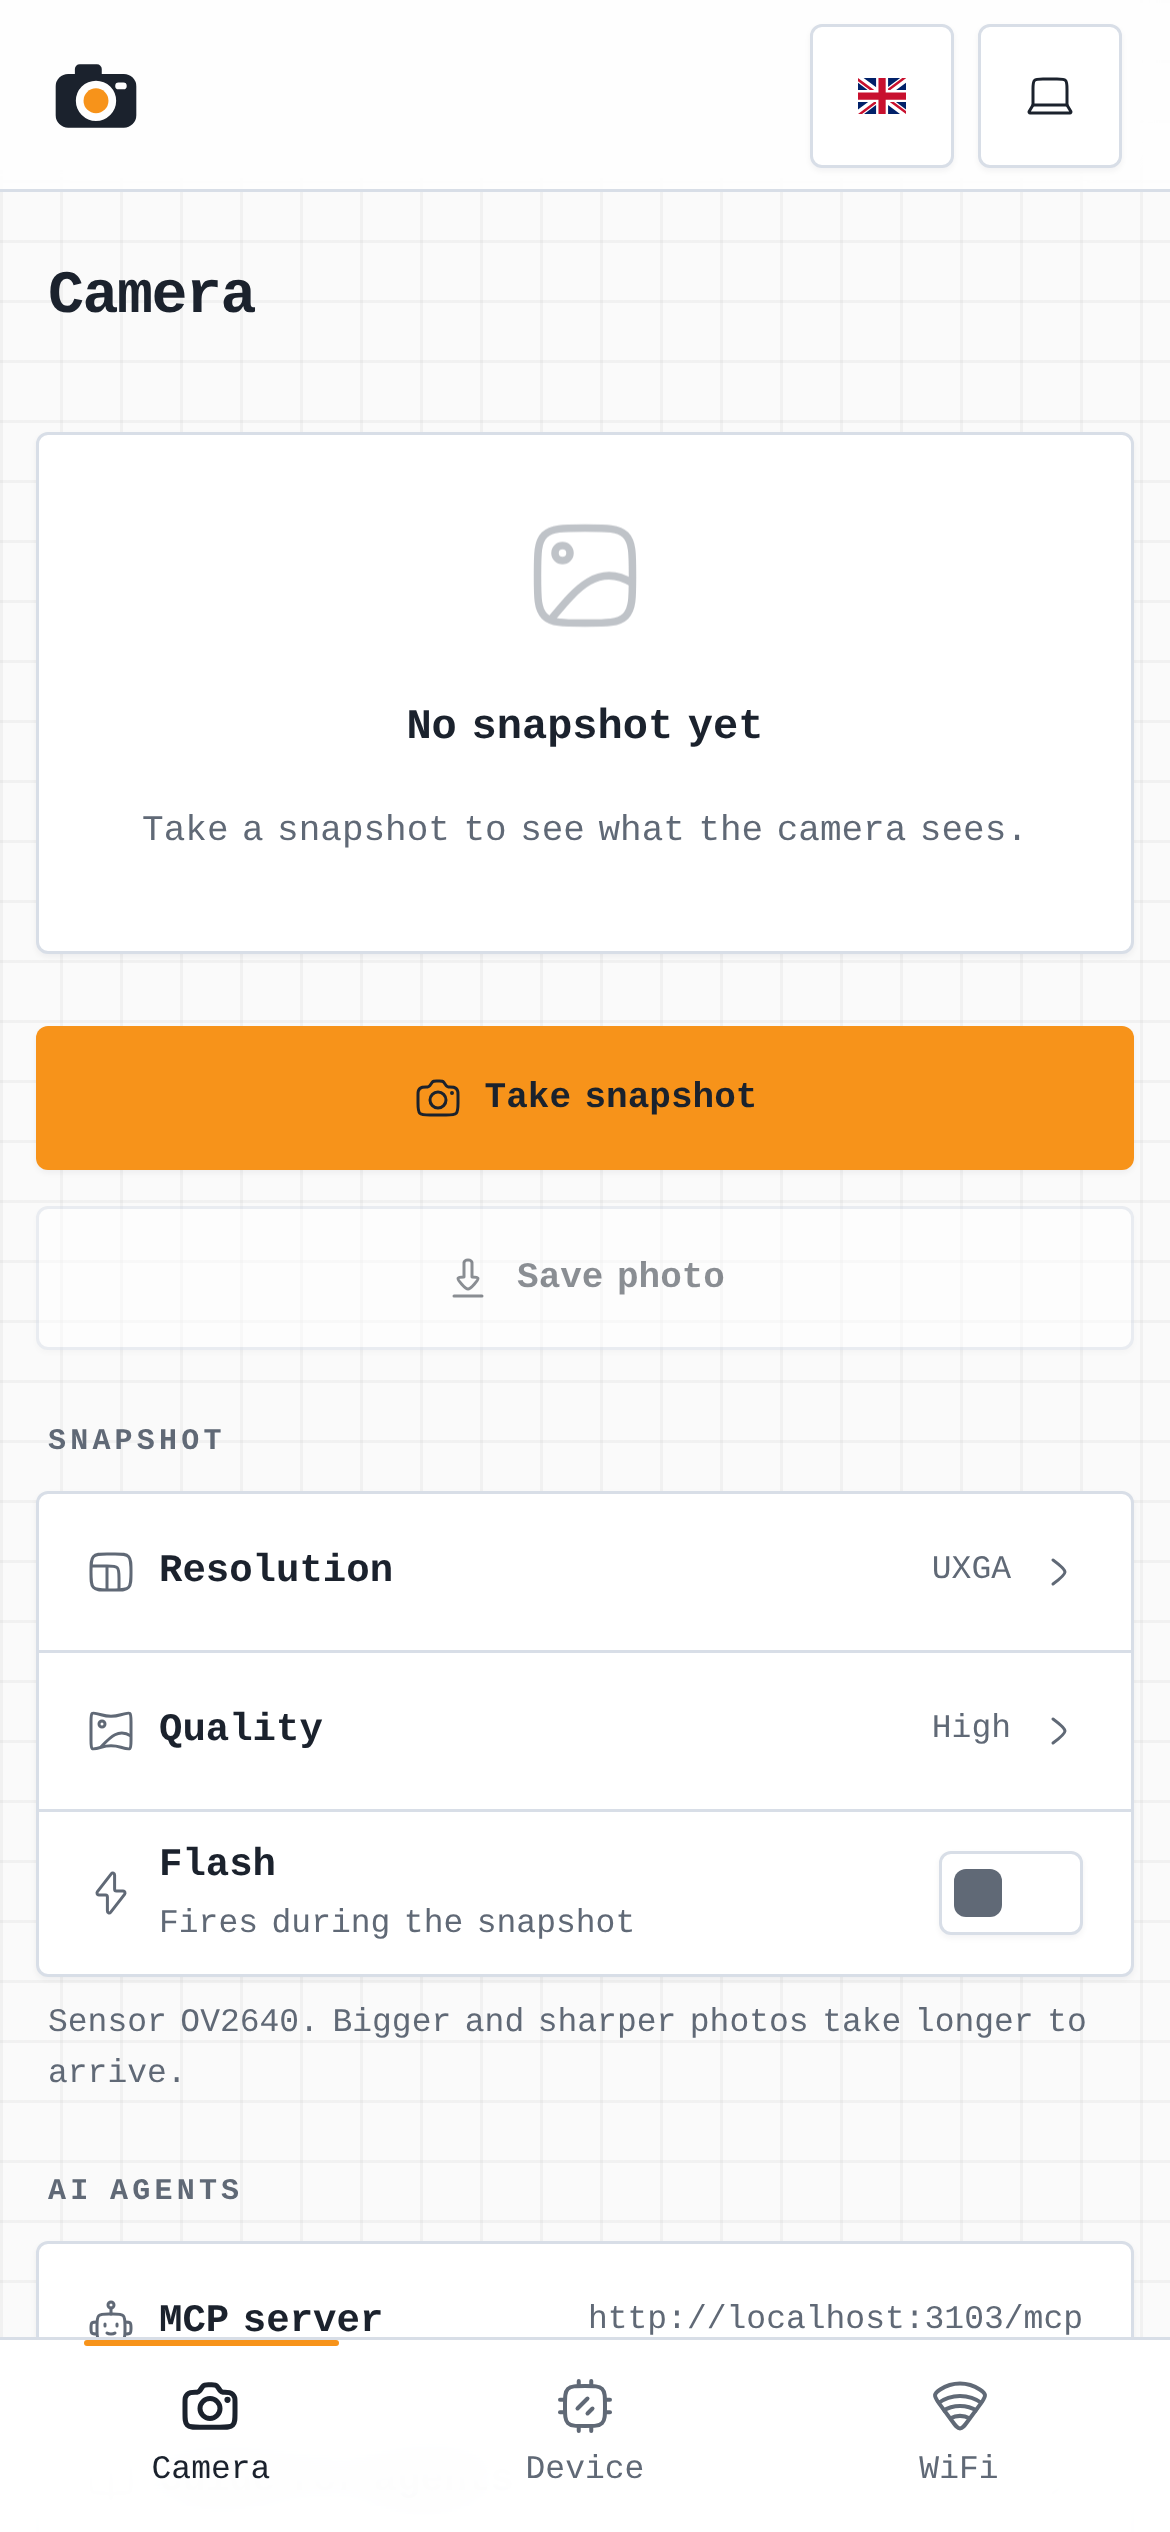 Camera
No snapshot yet
Take a snapshot to see what the camera sees.
Take snapshot
Save photo
SNAPSHOT
Resolution
UXGA
Quality
High
Flash
Fires during the snapshot
Sensor OV2640. Bigger and sharper photos take longer to
arrive.
AI AGENTS
MCP server
http://localhost:3103/mcp
Camera
Device
WiFi